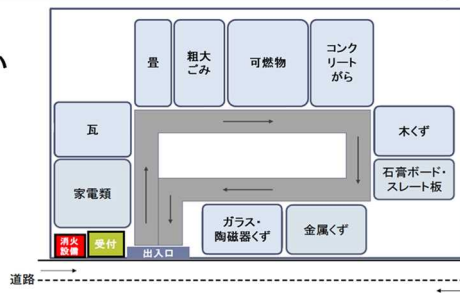 い
畳
粗大
ごみ
可燃物
コンク
リート
がら
瓦
木くず
家電類
石膏ボード・
スレート板
ガラス・
陶磁器くず
金属くず
消火
設備
受付
出入口
道路